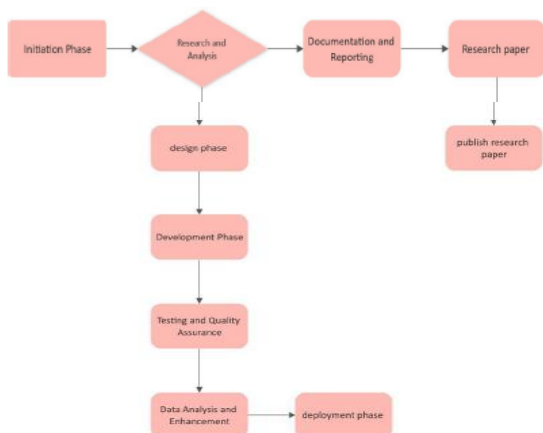 Initiation Phase
Research and
Analysis
Documentation and
Reporting
Research paper
publish research
paper
design phase
Development Phase
Testing and Quality
Assurance
Data Analysis and
Enhancement
deployment phase